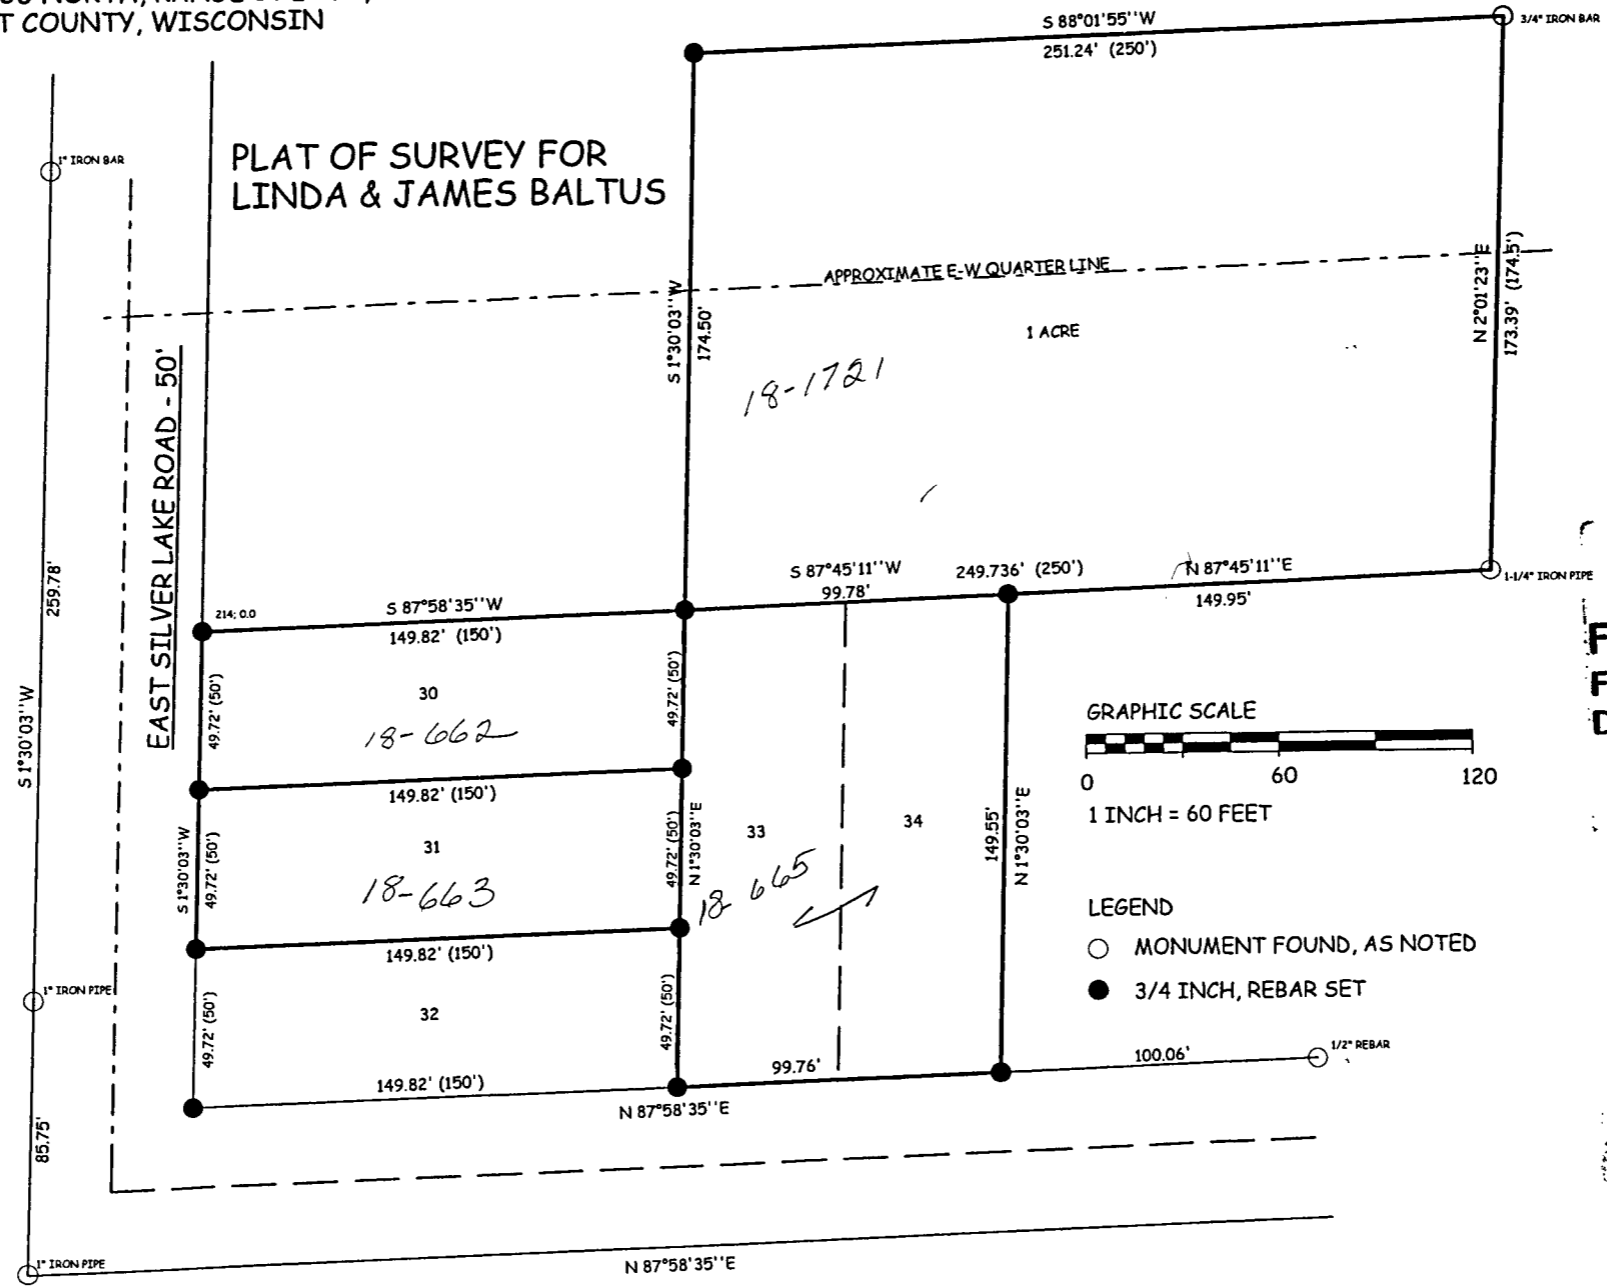 T COUNTY, WISCONSIN
S 88°01'55''W
251.24' (250')
3/4" IRON BAR
1" IRON BAR
PLAT OF SURVEY FOR
LINDA & JAMES BALTUS
APPROXIMATE E-W QUARTER LINE
1 ACRE
S 1°30'03''W
174.50'
N 2°01'23''E
173.39' (174.5')
18-1721
EAST SILVER LAKE ROAD - 50'
259.78'
S 1°30'03''W
S 87°45'11''W
99.78'
249.736' (250')
N 87°45'11''E
149.95'
1-1/4" IRON PIPE
214; 0.0
S 87°58'35''W
149.82' (150')
30
18-662
49.72' (50')
49.72' (50')
149.82' (150')
31
18-663
S 1°30'03''W
49.72' (50')
49.72' (50')
N 1°30'03''E
33
18-665
34
149.55'
N 1°30'03''E
GRAPHIC SCALE
0 60 120
1 INCH = 60 FEET
LEGEND
MONUMENT FOUND, AS NOTED
3/4 INCH, REBAR SET
149.82' (150')
32
49.72' (50')
49.72' (50')
149.82' (150')
99.76'
100.06'
1/2" REBAR
N 87°58'35''E
1" IRON PIPE
85.75'
1" IRON PIPE
N 87°58'35''E
F
F
D